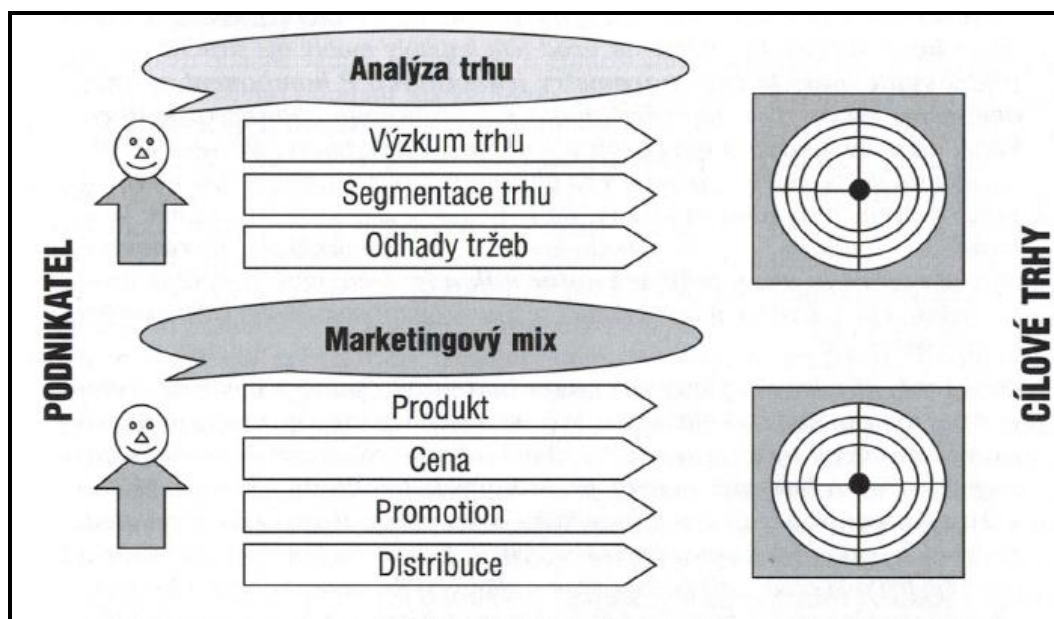 Analýza trhu
Výzkum trhu
Segmentace trhu
Odhady tržeb
PODNIKATEL
CÍLOVÉ TRHY
Marketingový mix
Produkt
Cena
Promotion
Distribuce